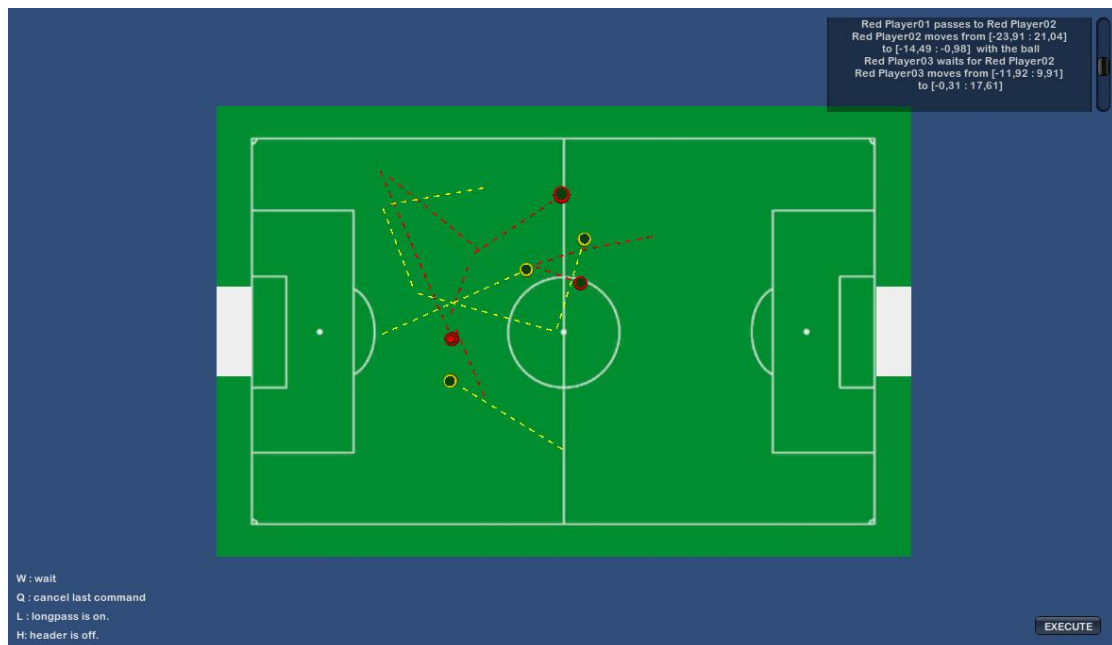 Red Player01 passes to Red Player02
Red Player02 moves from [-23,91 : 21,04]
to [-14,49 : -0,98]  with the ball
Red Player03 waits for Red Player02
Red Player03 moves from [-11,92 : 9,91]
to [-0,31 : 17,61]
W : wait
Q : cancel last command
L : longpass is on.
H: header is off.
EXECUTE